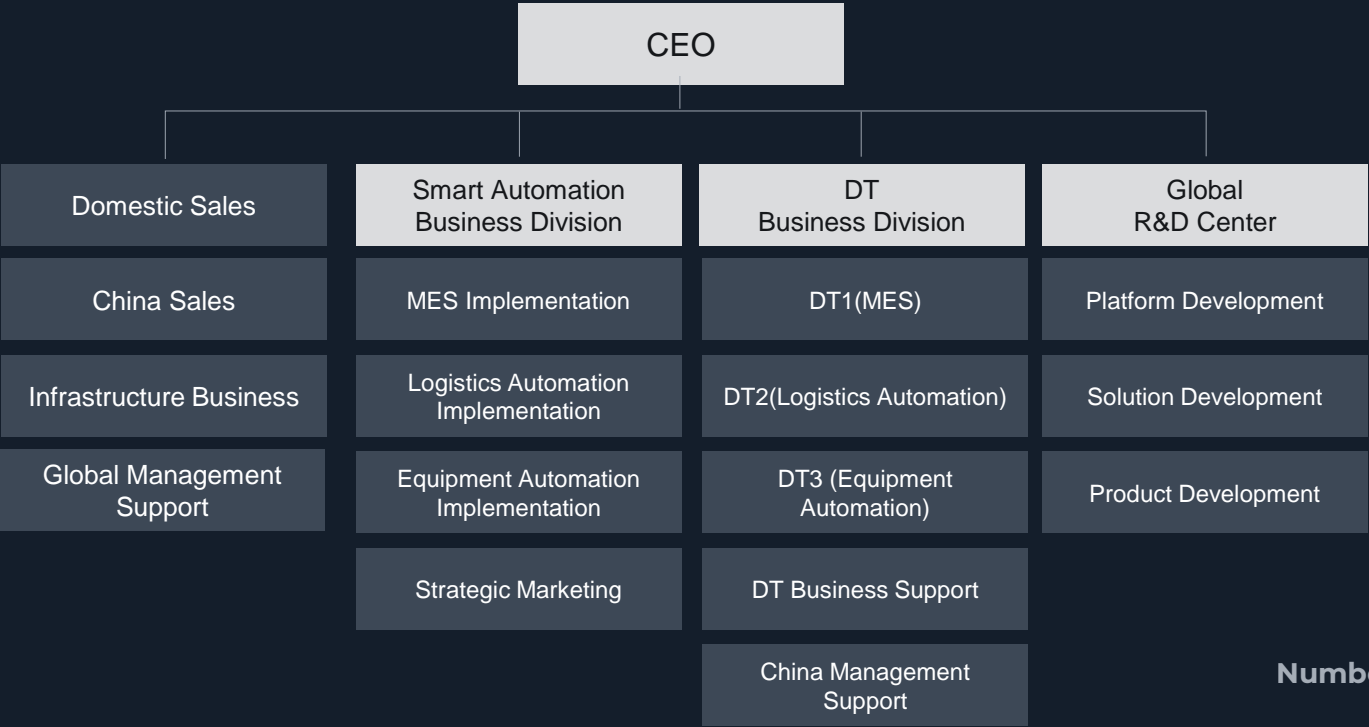 CEO
Domestic Sales
China Sales
Infrastructure Business
Global Management
Support
Smart Automation
Business Division
MES Implementation
Logistics Automation
Implementation
Equipment Automation
Implementation
Strategic Marketing
DT
Business Division
DT1(MES)
DT2(Logistics Automation)
DT3 (Equipment
Automation)
DT Business Support
China Management
Support
Global
R&D Center
Platform Development
Solution Development
Product Development